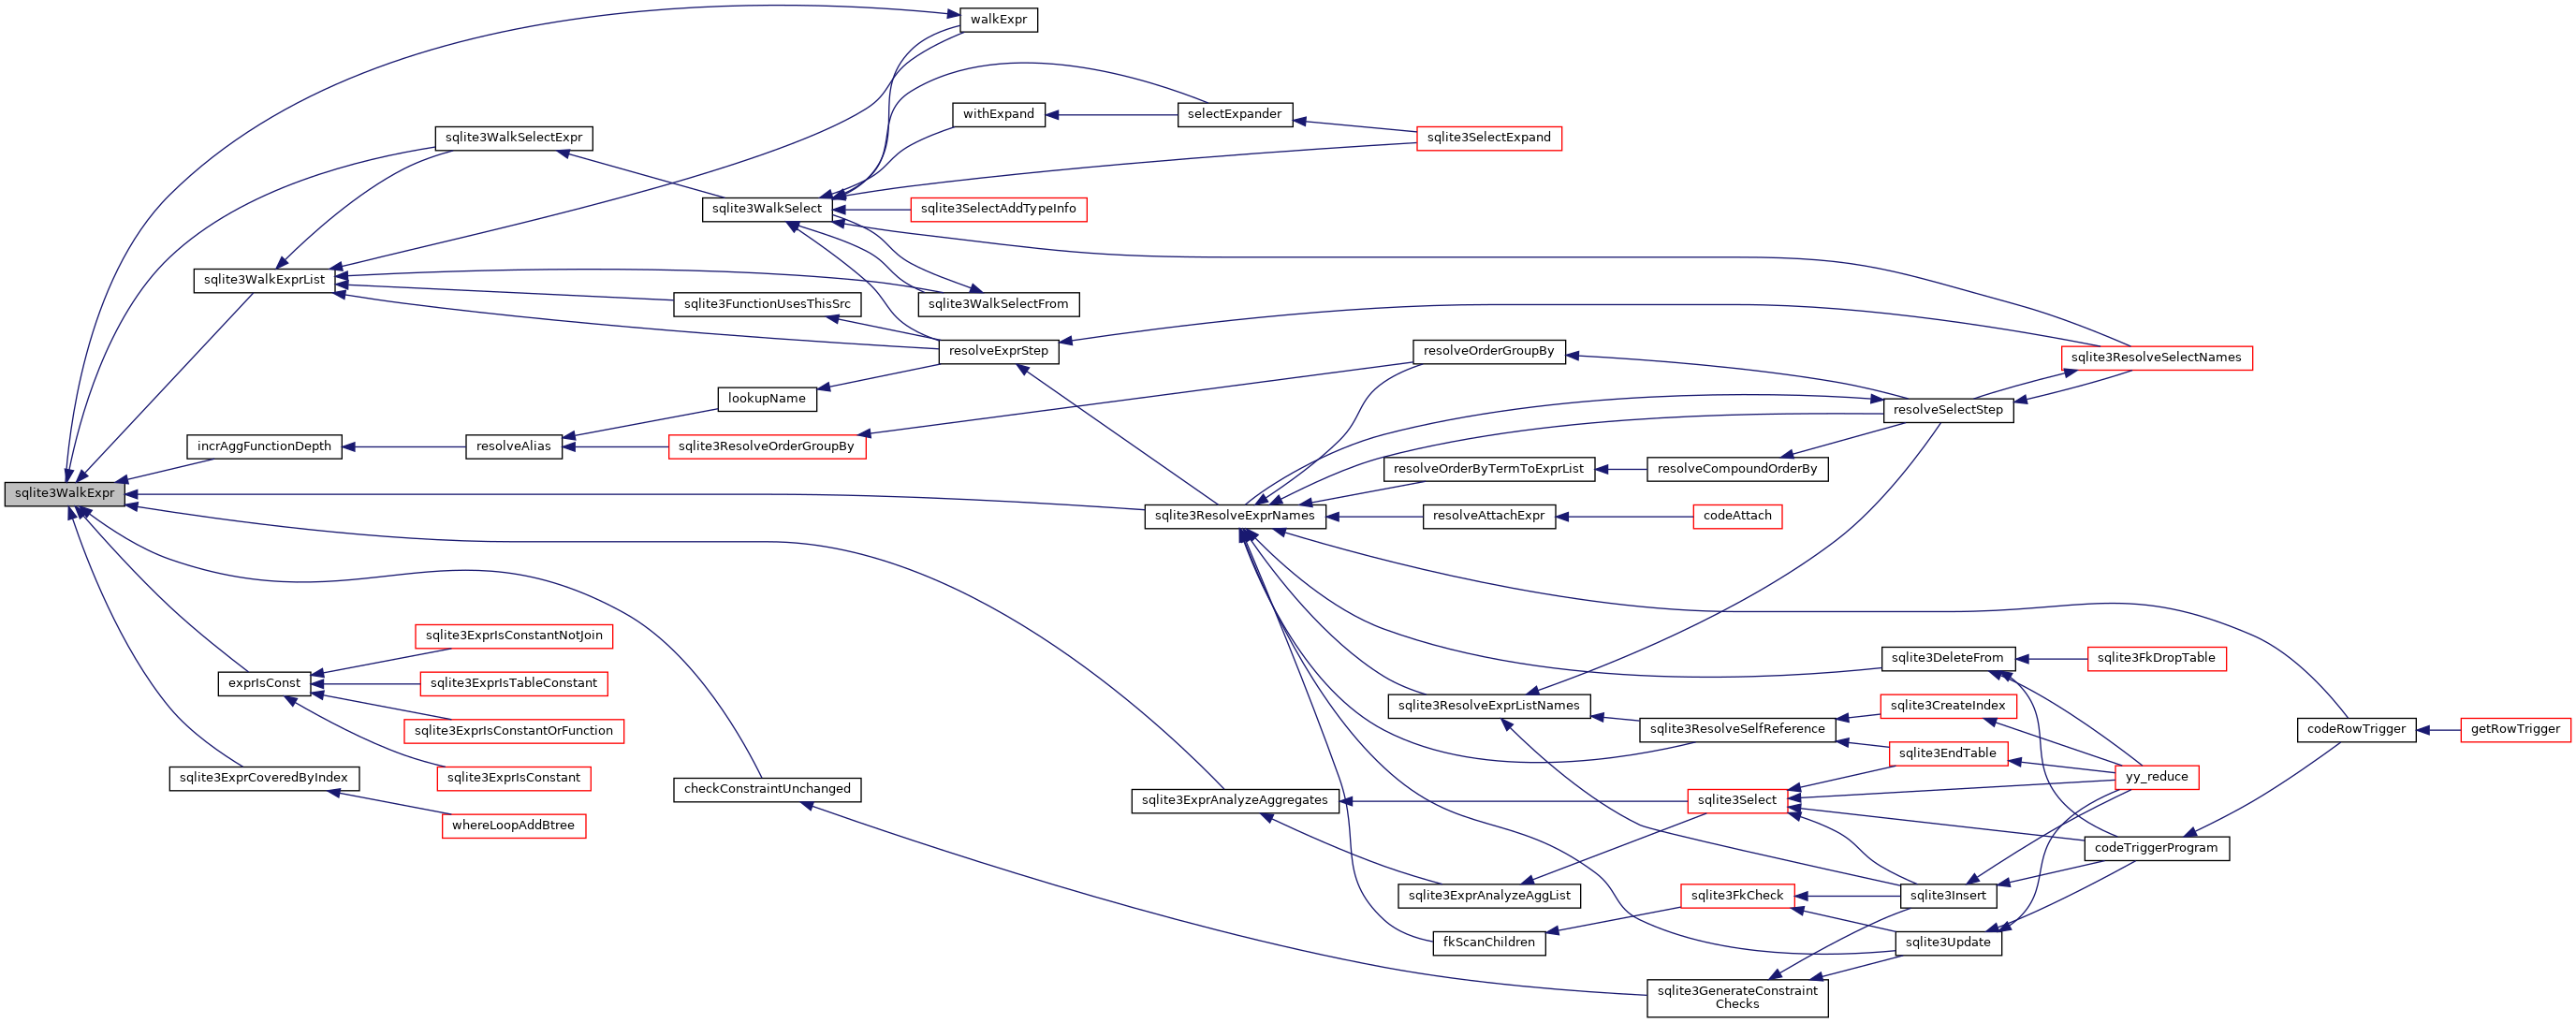 walkExpr
withExpand
selectExpander
sqlite3SelectExpand
sqlite3WalkSelectExpr
sqlite3WalkSelect
sqlite3SelectAddTypeInfo
sqlite3WalkExprList
sqlite3FunctionUsesThisSrc
sqlite3WalkSelectFrom
resolveExprStep
resolveOrderGroupBy
sqlite3ResolveSelectNames
lookupName
resolveSelectStep
incrAggFunctionDepth
resolveAlias
sqlite3ResolveOrderGroupBy
resolveOrderByTermToExprList
resolveCompoundOrderBy
sqlite3WalkExpr
sqlite3ResolveExprNames
resolveAttachExpr
codeAttach
sqlite3ExprIsConstantNotJoin
exprIsConst
sqlite3ExprIsTableConstant
sqlite3ExprIsConstantOrFunction
sqlite3ExprIsConstant
sqlite3DeleteFrom
sqlite3FkDropTable
sqlite3ResolveExprListNames
sqlite3CreateIndex
sqlite3ResolveSelfReference
sqlite3EndTable
codeRowTrigger
getRowTrigger
sqlite3ExprCoveredByIndex
whereLoopAddBtree
checkConstraintUnchanged
sqlite3ExprAnalyzeAggregates
sqlite3Select
yy_reduce
codeTriggerProgram
sqlite3ExprAnalyzeAggList
sqlite3FkCheck
sqlite3Insert
fkScanChildren
sqlite3Update
sqlite3GenerateConstraint
Checks